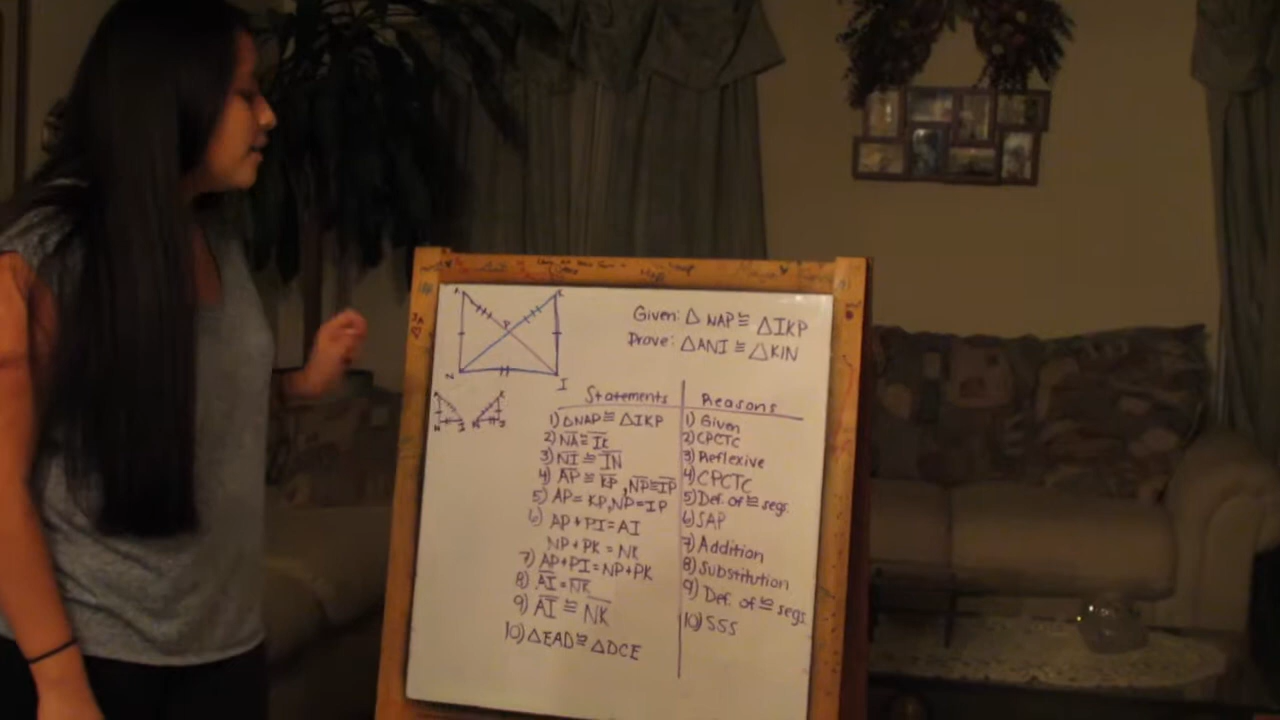 Given: △ NAP ≅ △IKP
Prove: △ANI ≅ △KIN
P
N
I
Statements
Reasons
1) △NAP ≅ △IKP
1) Given
2) NA ≅ IK
2) CPCTC
3) NI ≅ IN
3) Reflexive
4) AP ≅ KP, NP≅IP
4) CPCTC
5) AP = KP, NP=IP
5) Def. of ≅ segs.
6) AP + PI = AI
6) SAP
NP + PK = NK
7) AP+PI = NP+PK
7) Addition
8) AI = NK
8) Substitution
9) AI ≅ NK
9) Def. of ≅ segs.
10) △EAD ≅ △DCE
10) SSS